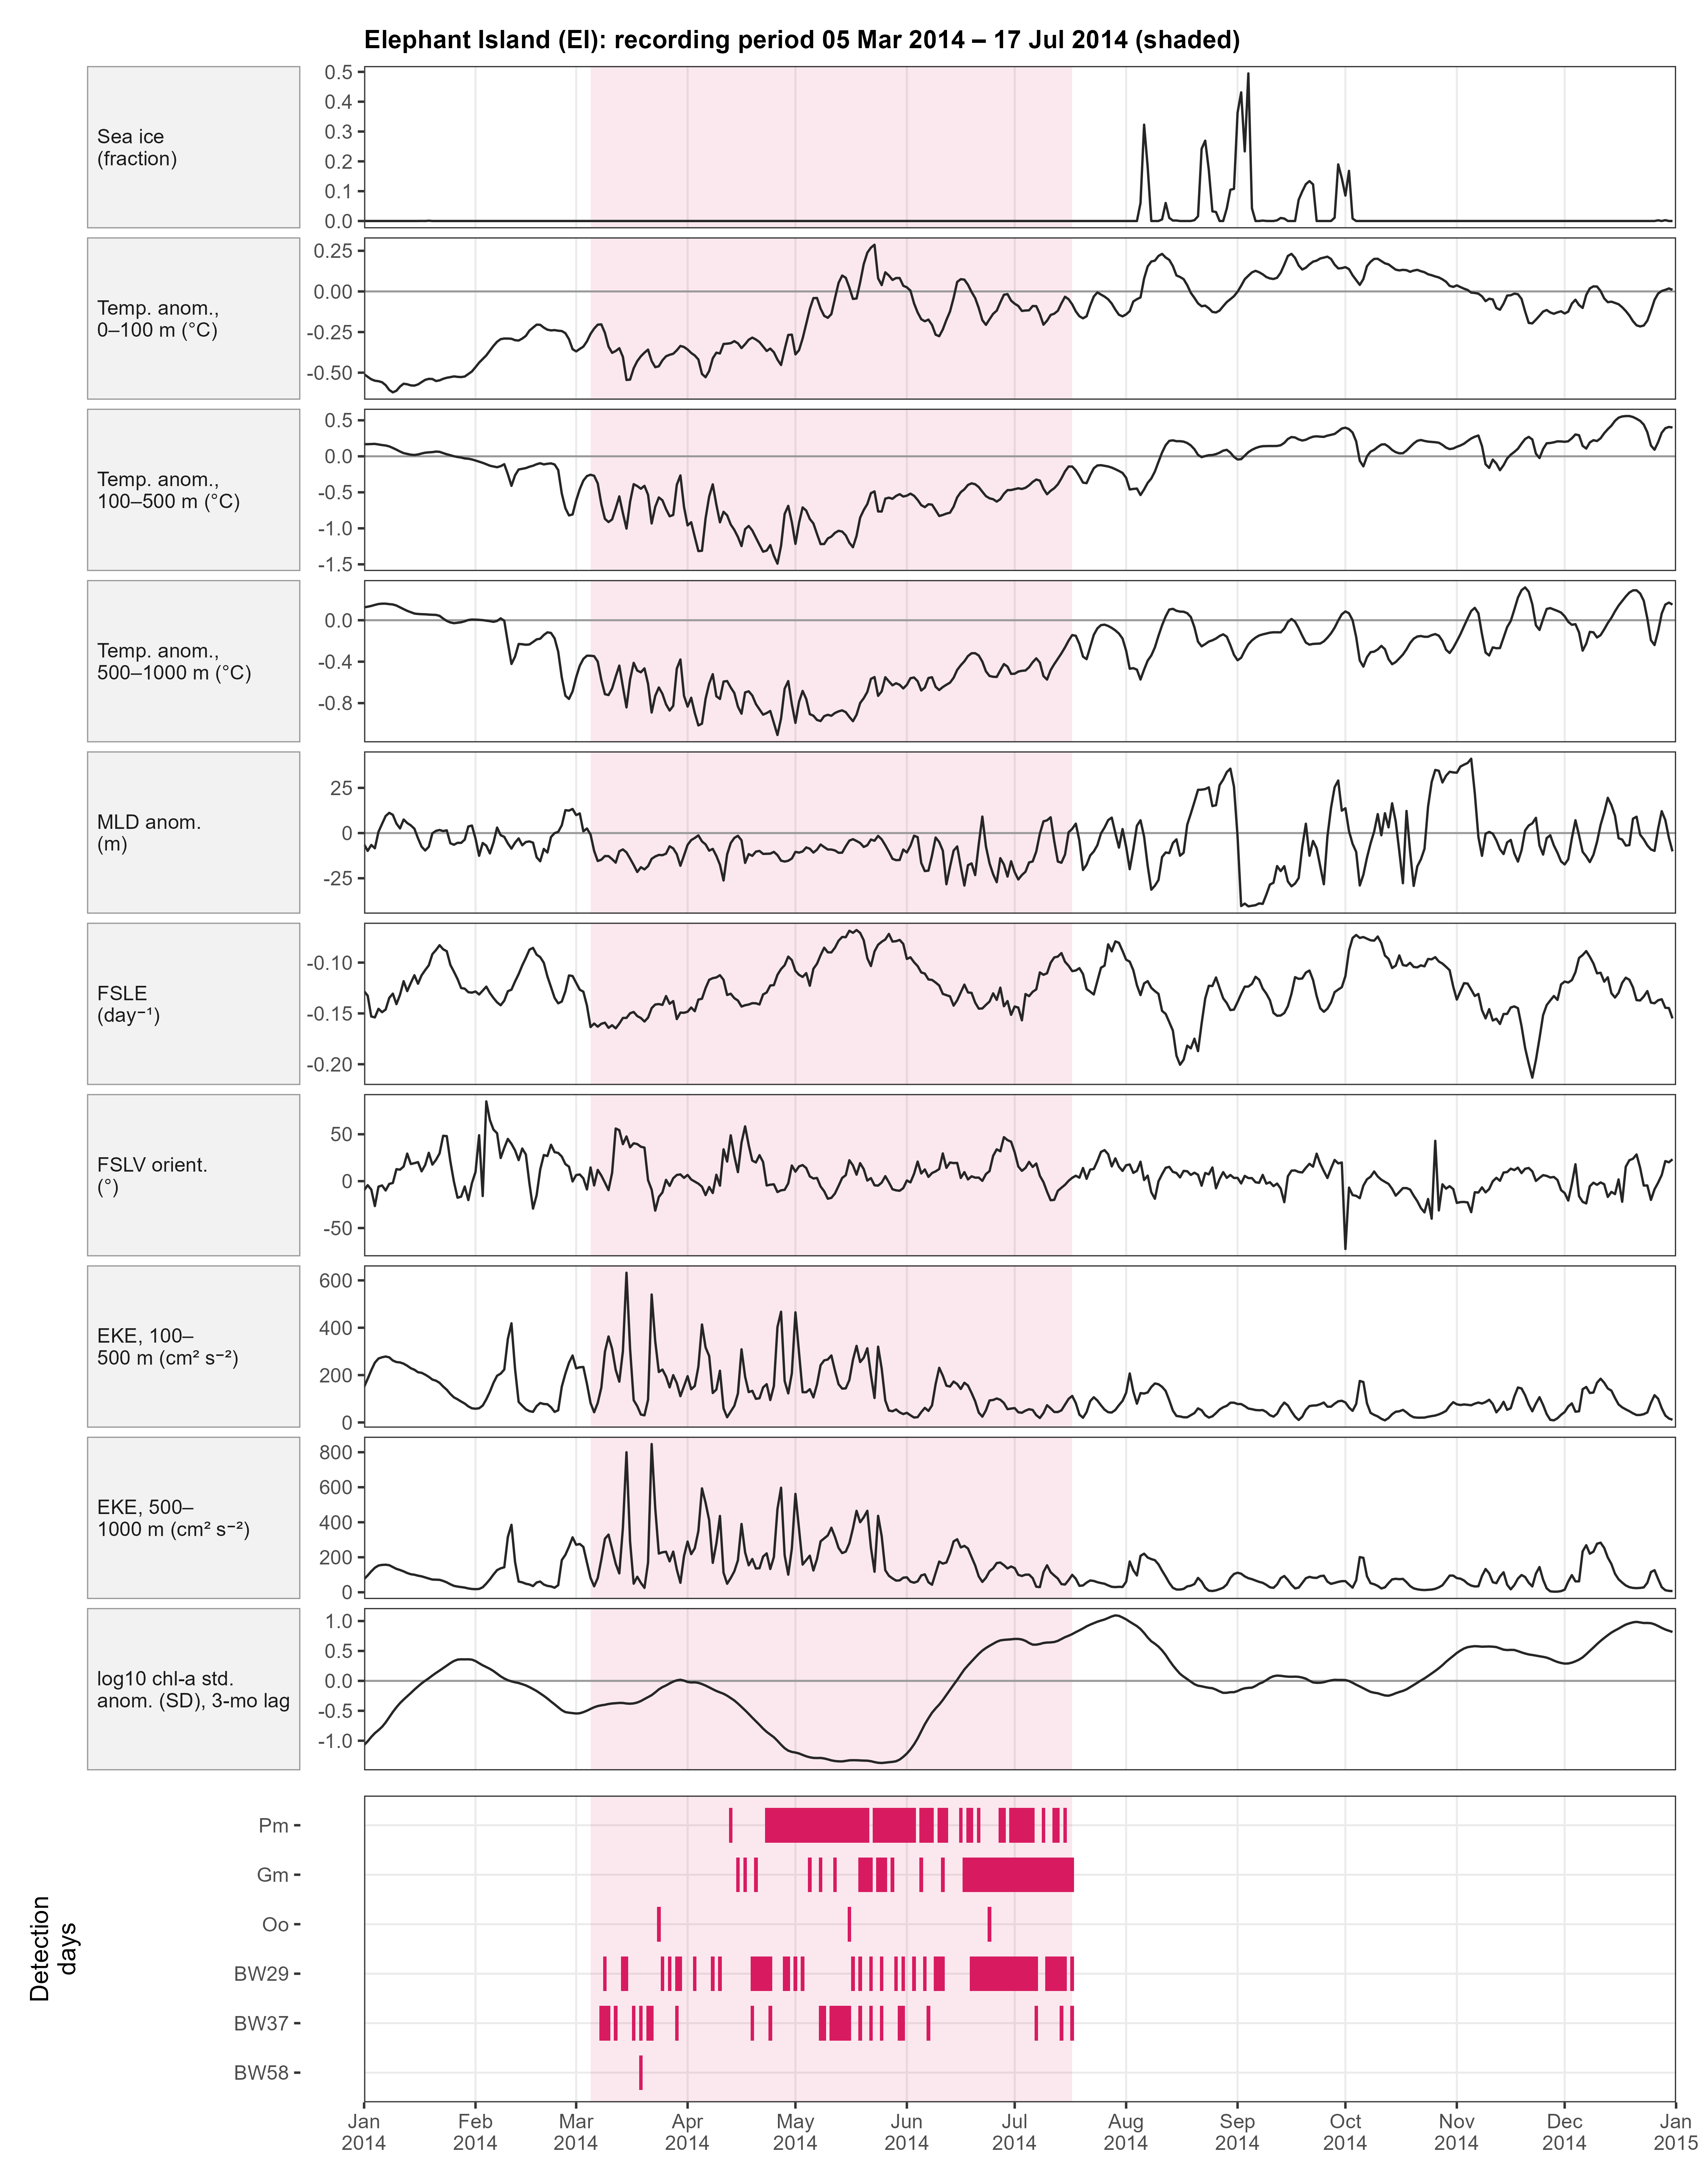 Elephant Island (EI): recording period 05 Mar 2014 – 17 Jul 2014 (shaded)
Sea ice
(fraction)
0.5
0.4
0.3
0.2
0.1
0.0
Temp. anom.,
0–100 m (°C)
0.25
0.00
-0.25
-0.50
Temp. anom.,
100–500 m (°C)
0.5
0.0
-0.5
-1.0
-1.5
Temp. anom.,
500–1000 m (°C)
0.0
-0.4
-0.8
MLD anom.
(m)
25
0
-25
FSLE
(day⁻¹)
-0.10
-0.15
-0.20
FSLV orient.
(°)
50
0
-50
EKE, 100–
500 m (cm² s⁻²)
600
400
200
0
EKE, 500–
1000 m (cm² s⁻²)
800
600
400
200
0
log10 chl-a std.
anom. (SD), 3-mo lag
1.0
0.5
0.0
-0.5
-1.0
Detection
days
Pm
Gm
Oo
BW29
BW37
BW58
Jan Feb Mar Apr May Jun Jul Aug Sep Oct Nov Dec Jan
2014 2014 2014 2014 2014 2014 2014 2014 2014 2014 2014 2014 2015